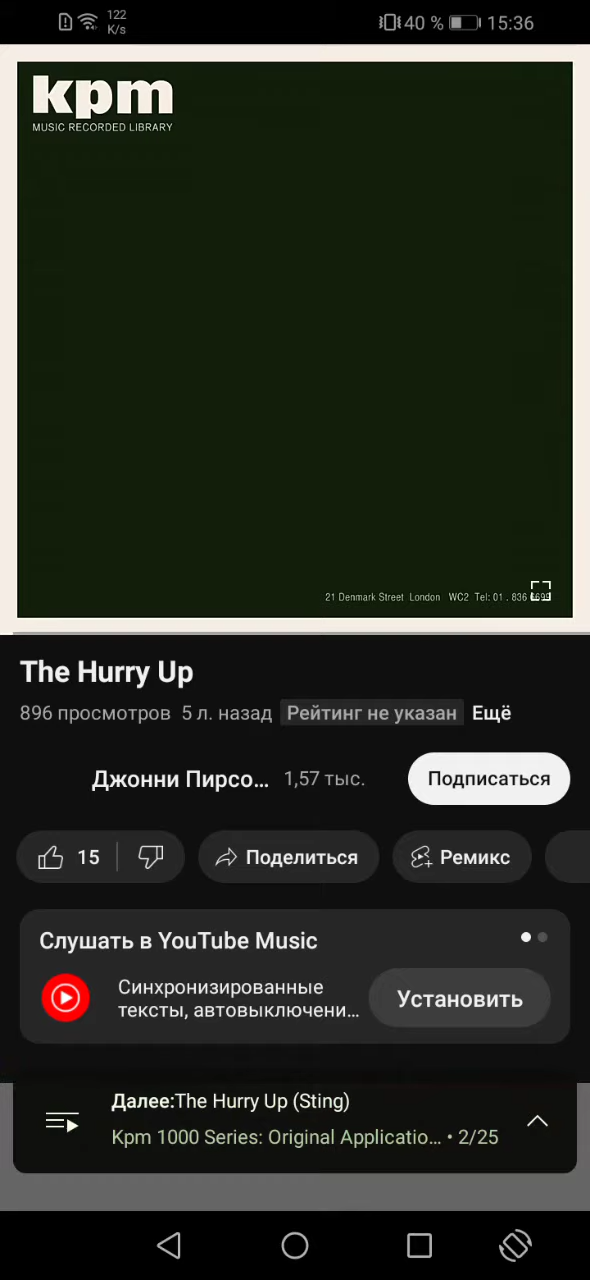 122
K/s
40 %
15:36
kpm
MUSIC RECORDED LIBRARY
21 Denmark Street London WC2 Tel: 01 . 836
The Hurry Up
896 просмотров 5 л. назад Рейтинг не указан Ещё
Джонни Пирсо... 1,57 тыс.
Подписаться
15
Поделиться
Ремикс
Слушать в YouTube Music
Синхронизированные
тексты, автовыключени...
Установить
Далее:The Hurry Up (Sting)
Kpm 1000 Series: Original Applicatio... • 2/25